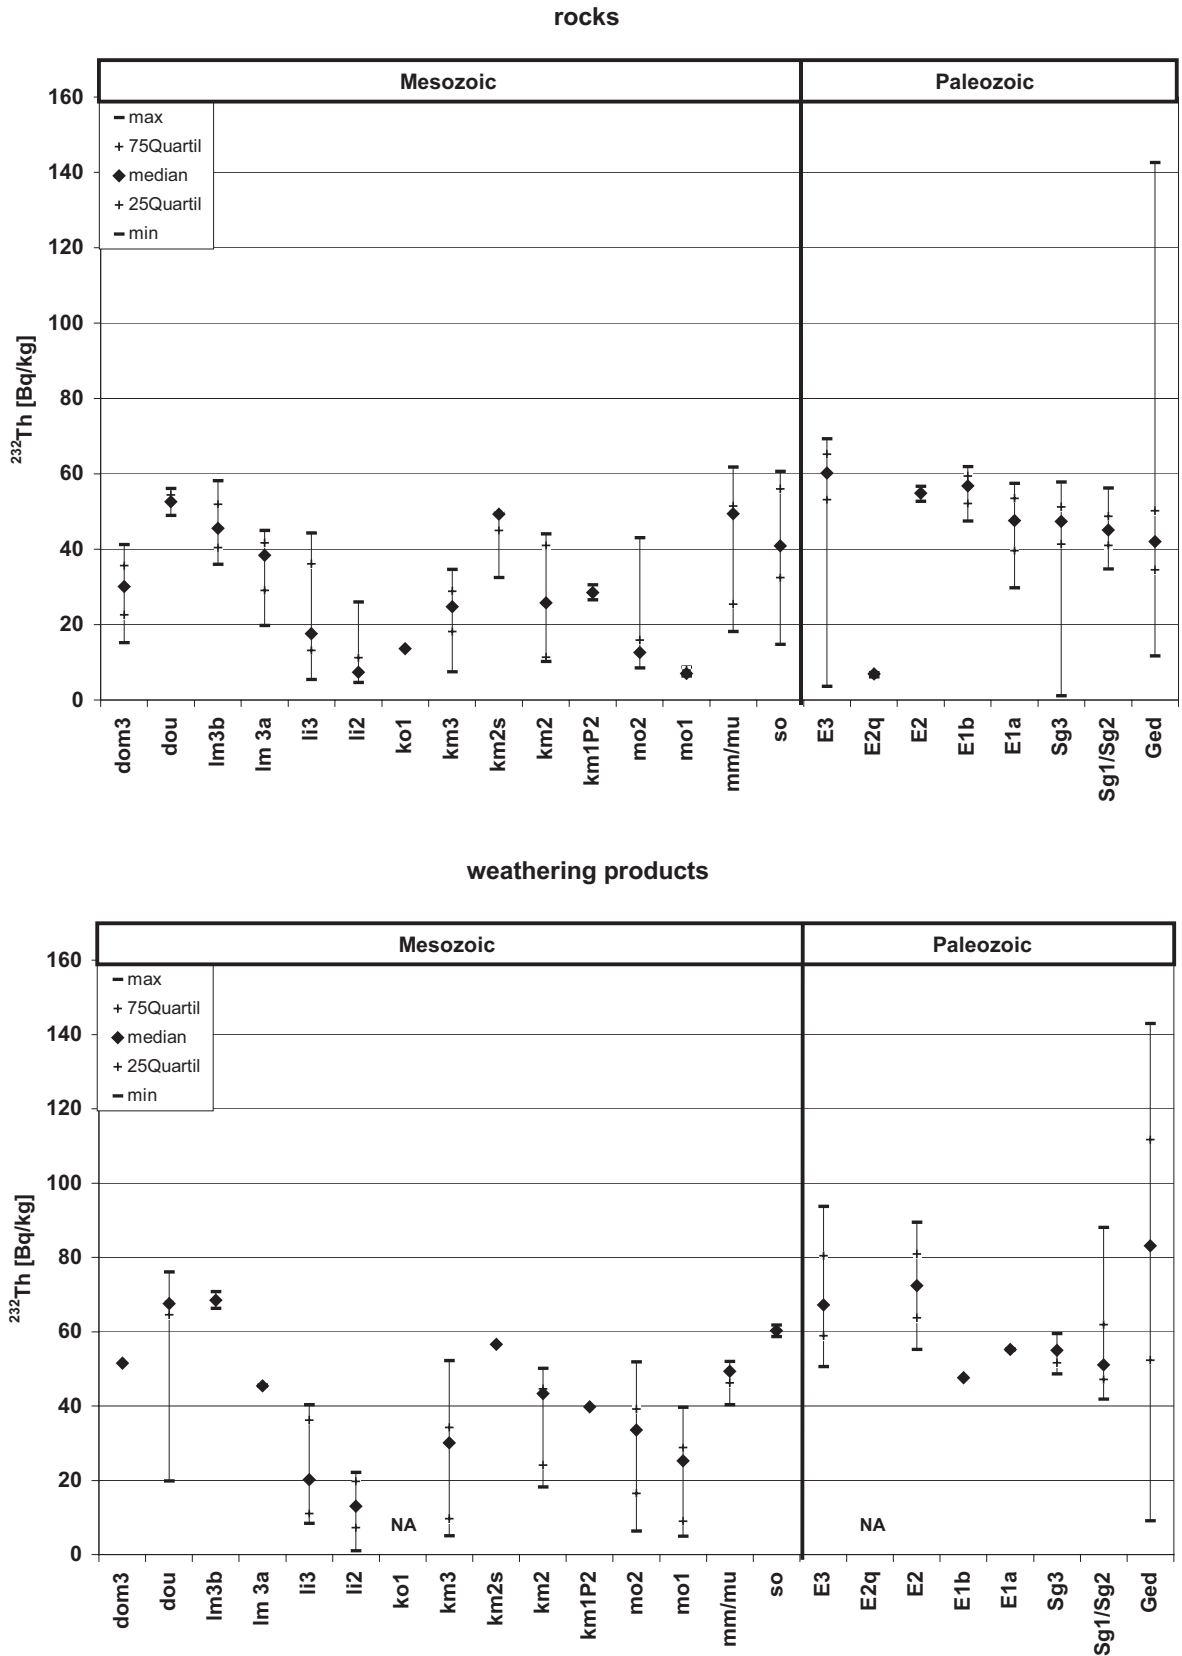 rocks
Mesozoic Paleozoic
160
max
75Quartil
median
25Quartil
min
140
120
100
80
60
40
20
0
²³²Th [Bq/kg]
dom3 dou lm3b lm 3a li3 li2 ko1 km3 km2s km2 km1P2 mo2 mo1 mm/mu so E3 E2q E2 E1b E1a Sg3 Sg1/Sg2 Ged
weathering products
Mesozoic Paleozoic
160
max
75Quartil
median
25Quartil
min
140
120
100
80
60
40
20
0
²³²Th [Bq/kg]
NA NA
dom3 dou lm3b lm 3a li3 li2 ko1 km3 km2s km2 km1P2 mo2 mo1 mm/mu so E3 E2q E2 E1b E1a Sg3 Sg1/Sg2 Ged